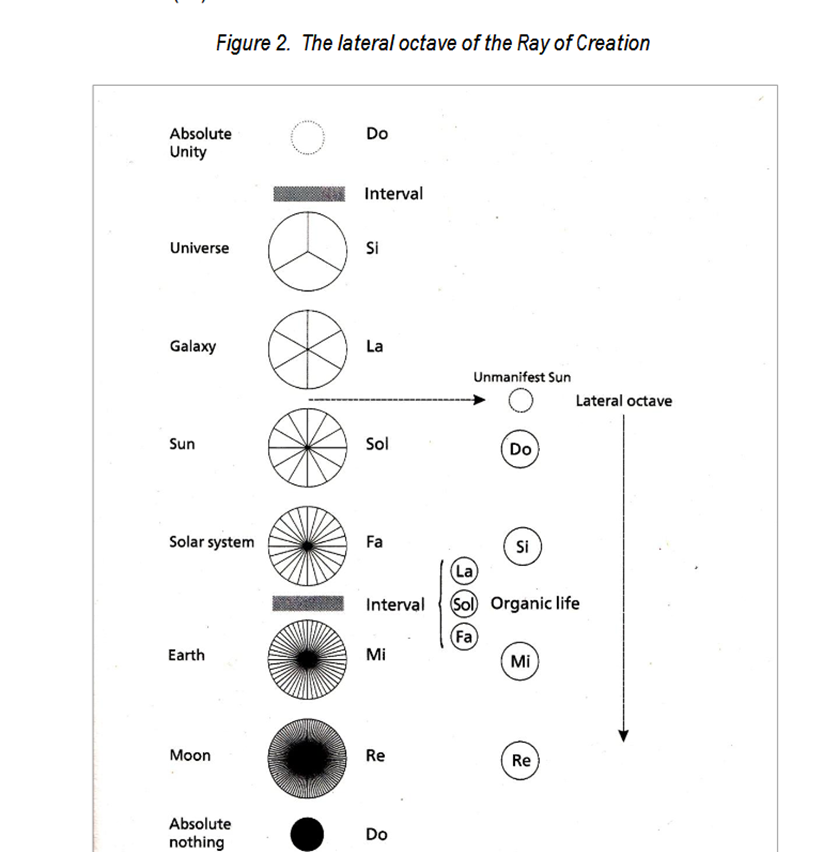 Figure 2. The lateral octave of the Ray of Creation
Absolute
Unity
Do
Interval
Universe
Si
Galaxy
La
Unmanifest Sun
Lateral octave
Sun
Sol
Do
Solar system
Fa
Si
La
Interval
Sol
Organic life
Fa
Earth
Mi
Mi
Moon
Re
Re
Absolute
nothing
Do